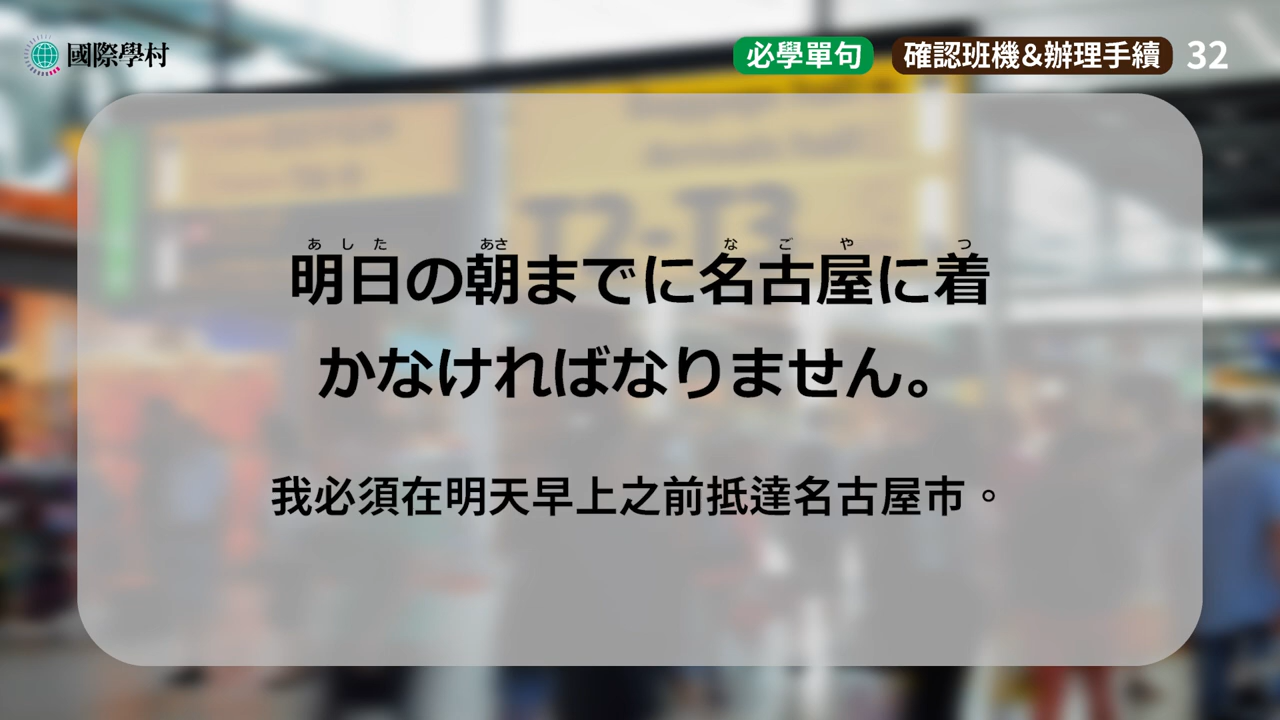 國際學村
必學單句 確認班機&辦理手續 32
あした あさ なごや つ
明日の朝までに名古屋に着
かなければなりません。
我必須在明天早上之前抵達名古屋市。